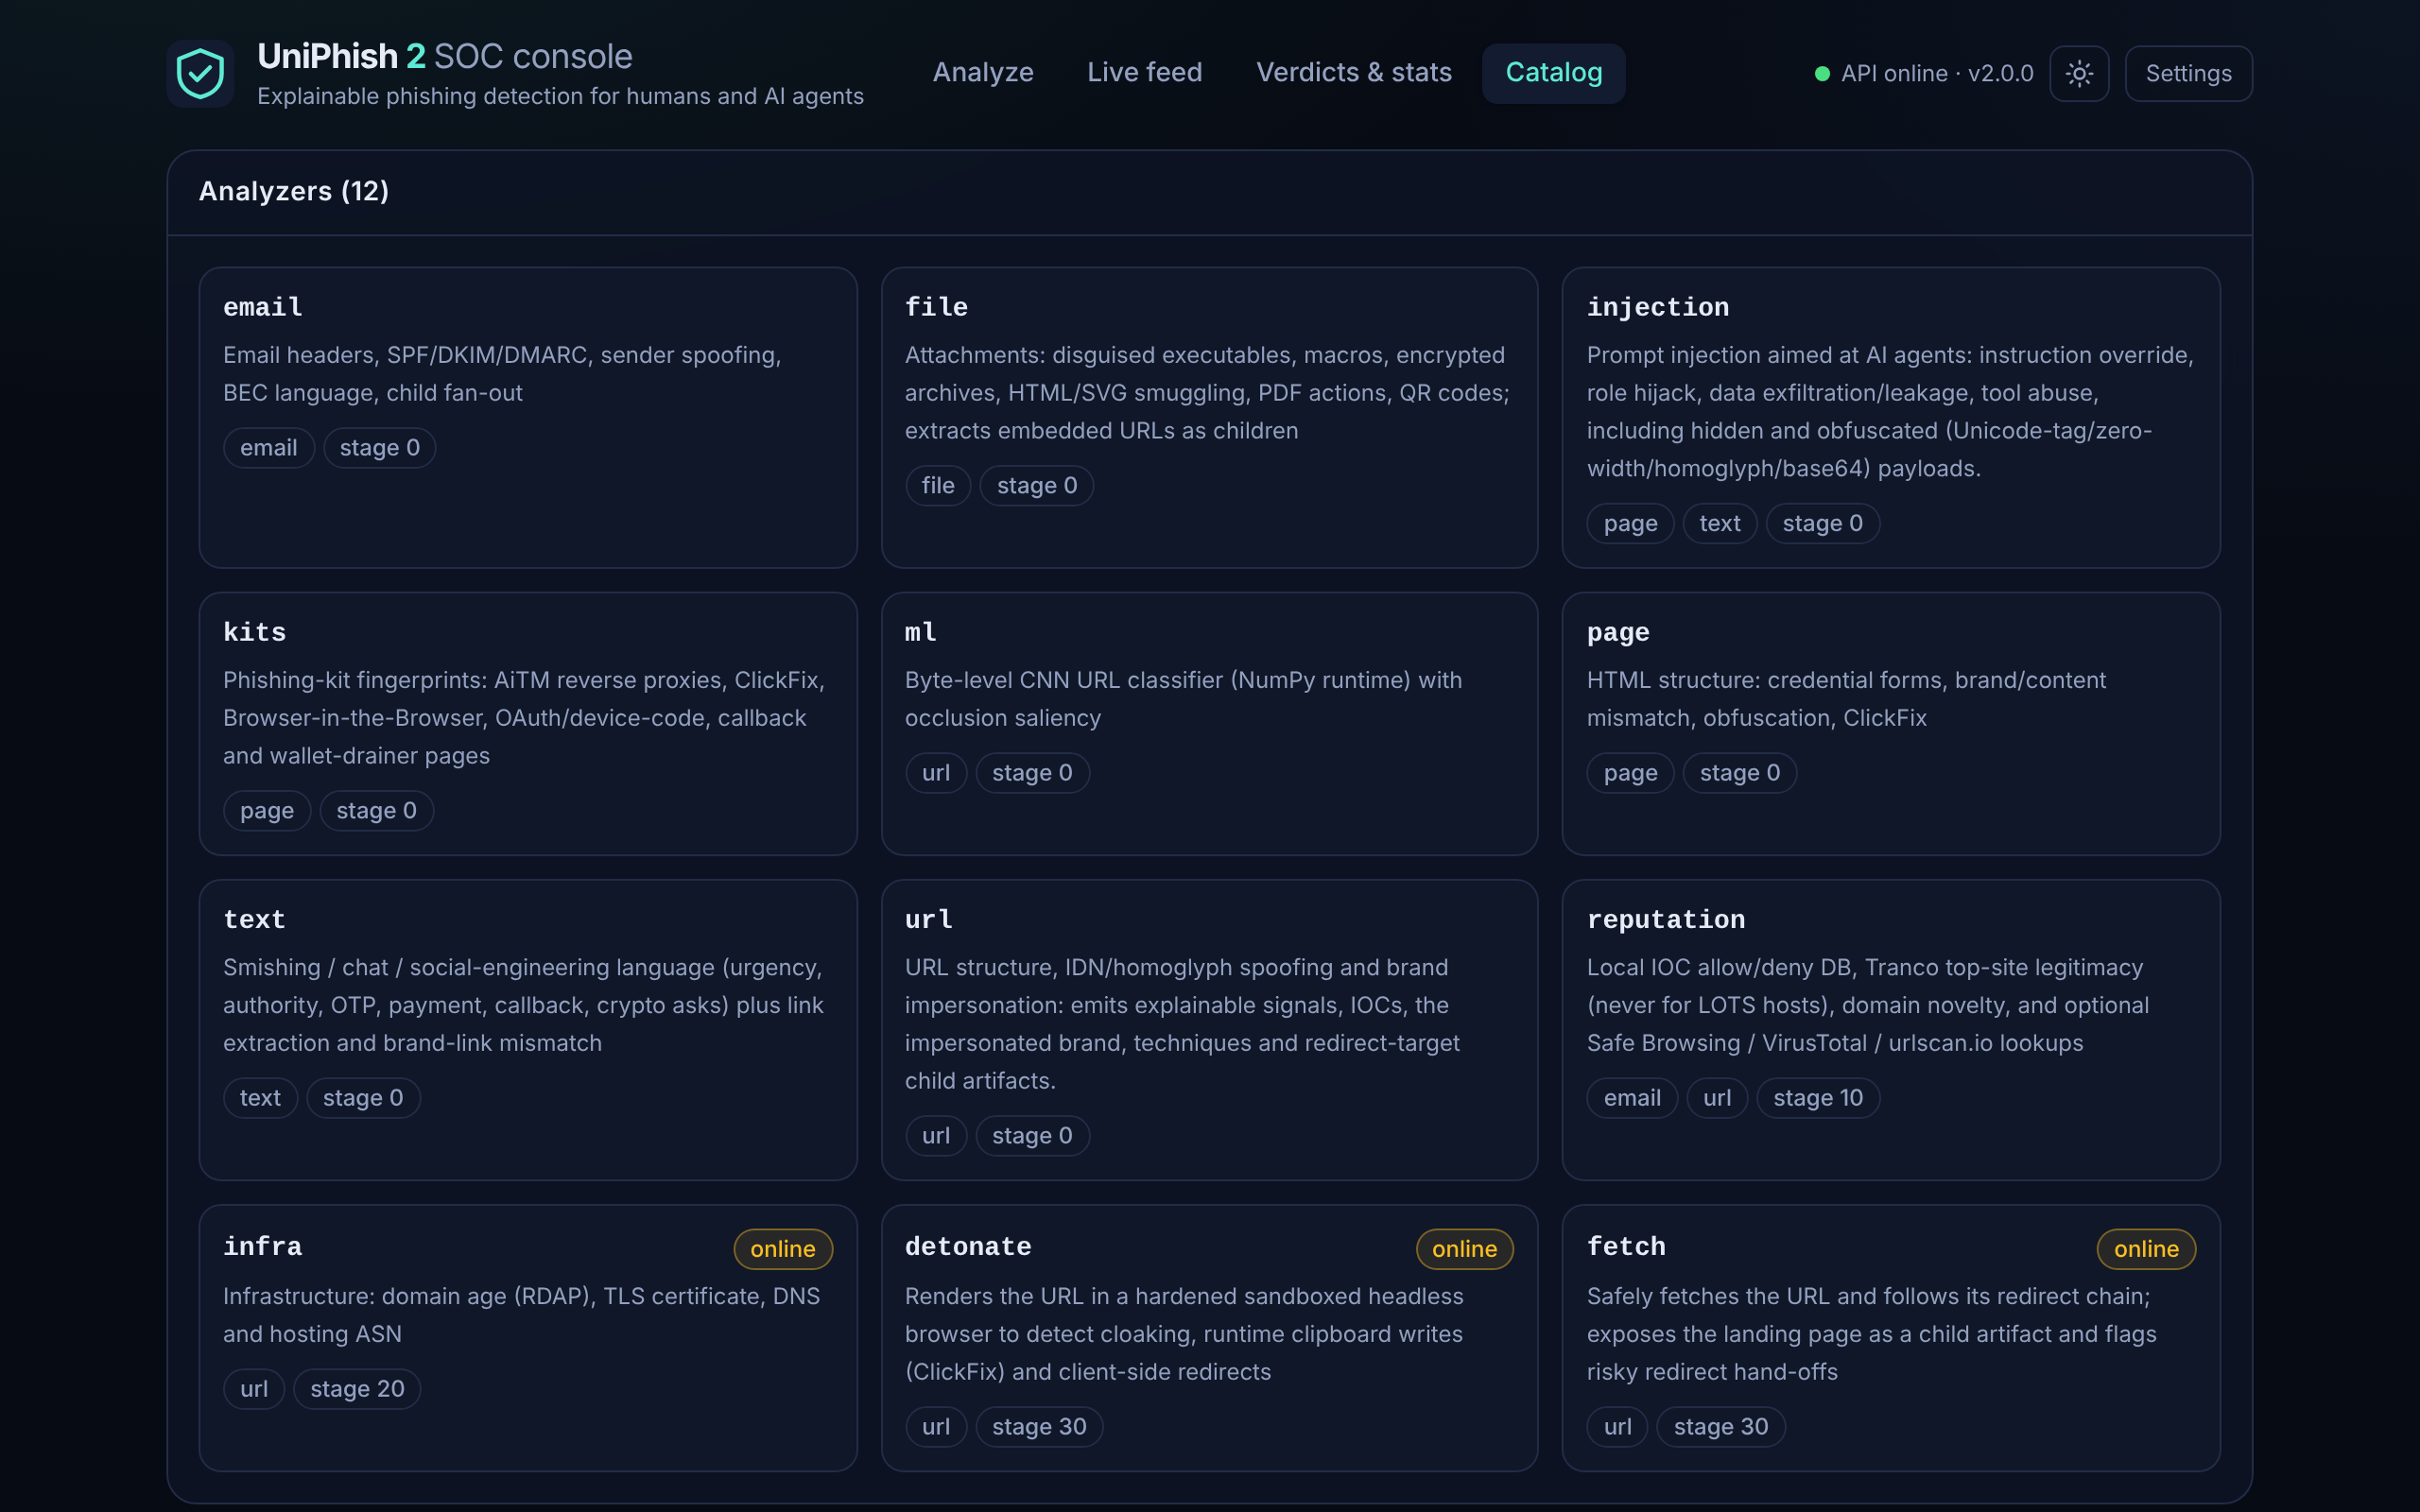 UniPhish 2 SOC console
Explainable phishing detection for humans and AI agents
Analyze
Live feed
Verdicts & stats
Catalog
API online · v2.0.0
Settings
Analyzers (12)
email
Email headers, SPF/DKIM/DMARC, sender spoofing,
BEC language, child fan-out
email
stage 0
file
Attachments: disguised executables, macros, encrypted
archives, HTML/SVG smuggling, PDF actions, QR codes;
extracts embedded URLs as children
file
stage 0
injection
Prompt injection aimed at AI agents: instruction override,
role hijack, data exfiltration/leakage, tool abuse,
including hidden and obfuscated (Unicode-tag/zero-
width/homoglyph/base64) payloads.
page
text
stage 0
kits
Phishing-kit fingerprints: AiTM reverse proxies, ClickFix,
Browser-in-the-Browser, OAuth/device-code, callback
and wallet-drainer pages
page
stage 0
ml
Byte-level CNN URL classifier (NumPy runtime) with
occlusion saliency
url
stage 0
page
HTML structure: credential forms, brand/content
mismatch, obfuscation, ClickFix
page
stage 0
text
Smishing / chat / social-engineering language (urgency,
authority, OTP, payment, callback, crypto asks) plus link
extraction and brand-link mismatch
text
stage 0
url
URL structure, IDN/homoglyph spoofing and brand
impersonation: emits explainable signals, IOCs, the
impersonated brand, techniques and redirect-target
child artifacts.
url
stage 0
reputation
Local IOC allow/deny DB, Tranco top-site legitimacy
(never for LOTS hosts), domain novelty, and optional
Safe Browsing / VirusTotal / urlscan.io lookups
email
url
stage 10
infra
online
Infrastructure: domain age (RDAP), TLS certificate, DNS
and hosting ASN
url
stage 20
detonate
online
Renders the URL in a hardened sandboxed headless
browser to detect cloaking, runtime clipboard writes
(ClickFix) and client-side redirects
url
stage 30
fetch
online
Safely fetches the URL and follows its redirect chain;
exposes the landing page as a child artifact and flags
risky redirect hand-offs
url
stage 30